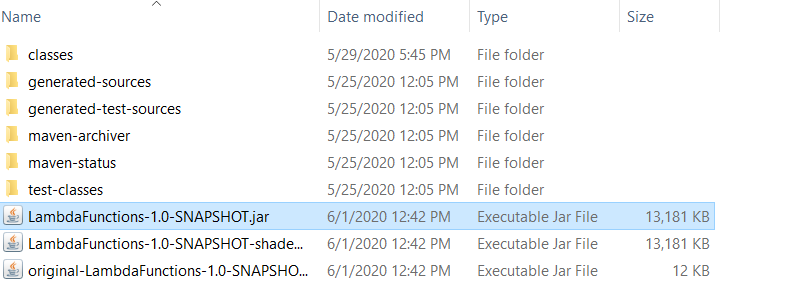 Name Date modified Type Size
classes 5/29/2020 5:45 PM File folder
generated-sources 5/25/2020 12:05 PM File folder
generated-test-sources 5/25/2020 12:05 PM File folder
maven-archiver 5/25/2020 12:05 PM File folder
maven-status 5/25/2020 12:05 PM File folder
test-classes 5/25/2020 12:05 PM File folder
LambdaFunctions-1.0-SNAPSHOT.jar 6/1/2020 12:42 PM Executable Jar File 13,181 KB
LambdaFunctions-1.0-SNAPSHOT-shade... 6/1/2020 12:42 PM Executable Jar File 13,181 KB
original-LambdaFunctions-1.0-SNAPSHO... 6/1/2020 12:42 PM Executable Jar File 12 KB